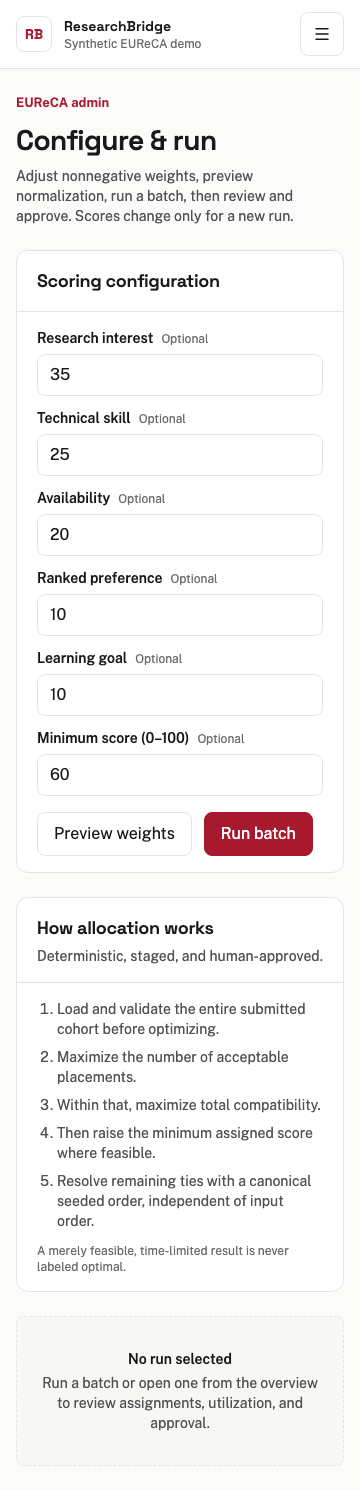 RB
ResearchBridge
Synthetic EUReCA demo
EUReCA admin
Configure & run
Adjust nonnegative weights, preview
normalization, run a batch, then review and
approve. Scores change only for a new run.
Scoring configuration
Research interest Optional
35
Technical skill Optional
25
Availability Optional
20
Ranked preference Optional
10
Learning goal Optional
10
Minimum score (0–100) Optional
60
Preview weights Run batch
How allocation works
Deterministic, staged, and human-approved.
1. Load and validate the entire submitted
cohort before optimizing.
2. Maximize the number of acceptable
placements.
3. Within that, maximize total compatibility.
4. Then raise the minimum assigned score
where feasible.
5. Resolve remaining ties with a canonical
seeded order, independent of input
order.
A merely feasible, time-limited result is never
labeled optimal.
No run selected
Run a batch or open one from the overview
to review assignments, utilization, and
approval.